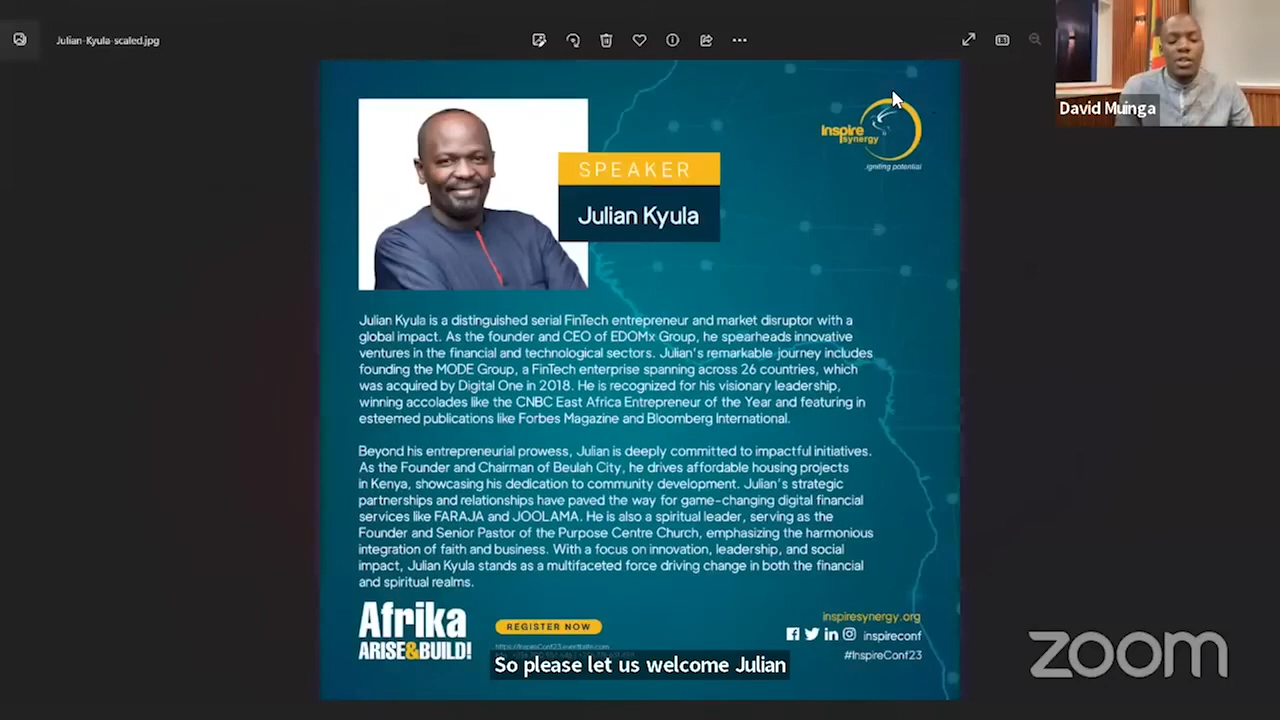 Julian-Kyula-scaled.jpg
David Muinga
Inspire
synergy
.igniting potential
SPEAKER
Julian Kyula
Julian Kyula is a distinguished serial FinTech entrepreneur and market disruptor with a
global impact. As the founder and CEO of EDOMx Group, he spearheads innovative
ventures in the financial and technological sectors. Julian's remarkable journey includes
founding the MODE Group, a FinTech enterprise spanning across 26 countries, which
was acquired by Digital One in 2018. He is recognized for his visionary leadership,
winning accolades like the CNBC East Africa Entrepreneur of the Year and featuring in
esteemed publications like Forbes Magazine and Bloomberg International.
Beyond his entrepreneurial prowess, Julian is deeply committed to impactful initiatives.
As the Founder and Chairman of Beulah City, he drives affordable housing projects
in Kenya, showcasing his dedication to community development. Julian's strategic
partnerships and relationships have paved the way for game-changing digital financial
services like FARAJA and JOOLAMA. He is also a spiritual leader, serving as the
Founder and Senior Pastor of the Purpose Centre Church, emphasizing the harmonious
integration of faith and business. With a focus on innovation, leadership, and social
impact, Julian Kyula stands as a multifaceted force driving change in both the financial
and spiritual realms.
Afrika
ARISE&BUILD!
REGISTER NOW
inspiresynergy.org
inspireconf
#InspireConf23
So please let us welcome Julian
zoom